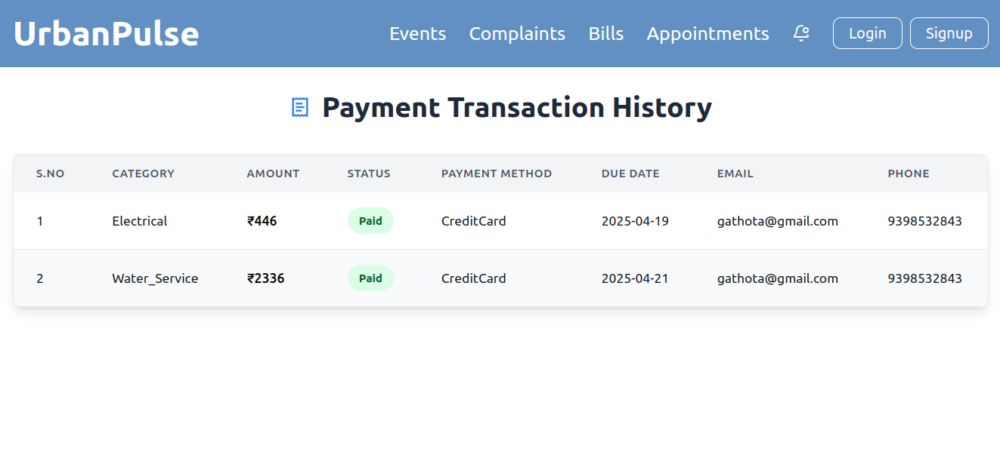 UrbanPulse Events Complaints Bills Appointments Login Signup
Payment Transaction History
S.NO CATEGORY AMOUNT STATUS PAYMENT METHOD DUE DATE EMAIL PHONE
1 Electrical ₹446 Paid CreditCard 2025-04-19 gathota@gmail.com 9398532843
2 Water_Service ₹2336 Paid CreditCard 2025-04-21 gathota@gmail.com 9398532843